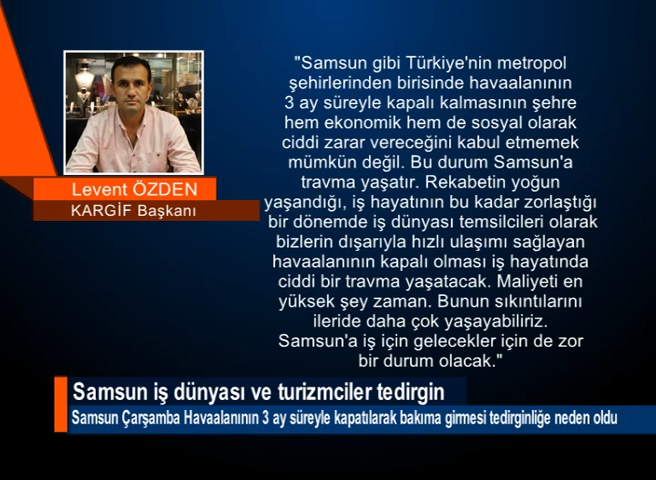 "Samsun gibi Türkiye'nin metropol
şehirlerinden birisinde havaalanının
3 ay süreyle kapalı kalmasının şehre
hem ekonomik hem de sosyal olarak
ciddi zarar vereceğini kabul etmemek
mümkün değil. Bu durum Samsun'a
travma yaşatır. Rekabetin yoğun
yaşandığı, iş hayatının bu kadar zorlaştığı
bir dönemde iş dünyası temsilcileri olarak
bizlerin dışarıyla hızlı ulaşımı sağlayan
havaalanının kapalı olması iş hayatında
ciddi bir travma yaşatacak. Maliyeti en
yüksek şey zaman. Bunun sıkıntılarını
ileride daha çok yaşayabiliriz.
Samsun'a iş için gelecekler için de zor
bir durum olacak."
Levent ÖZDEN
KARGİF Başkanı
Samsun iş dünyası ve turizmciler tedirgin
Samsun Çarşamba Havaalanının 3 ay süreyle kapatılarak bakıma girmesi tedirginliğe neden oldu